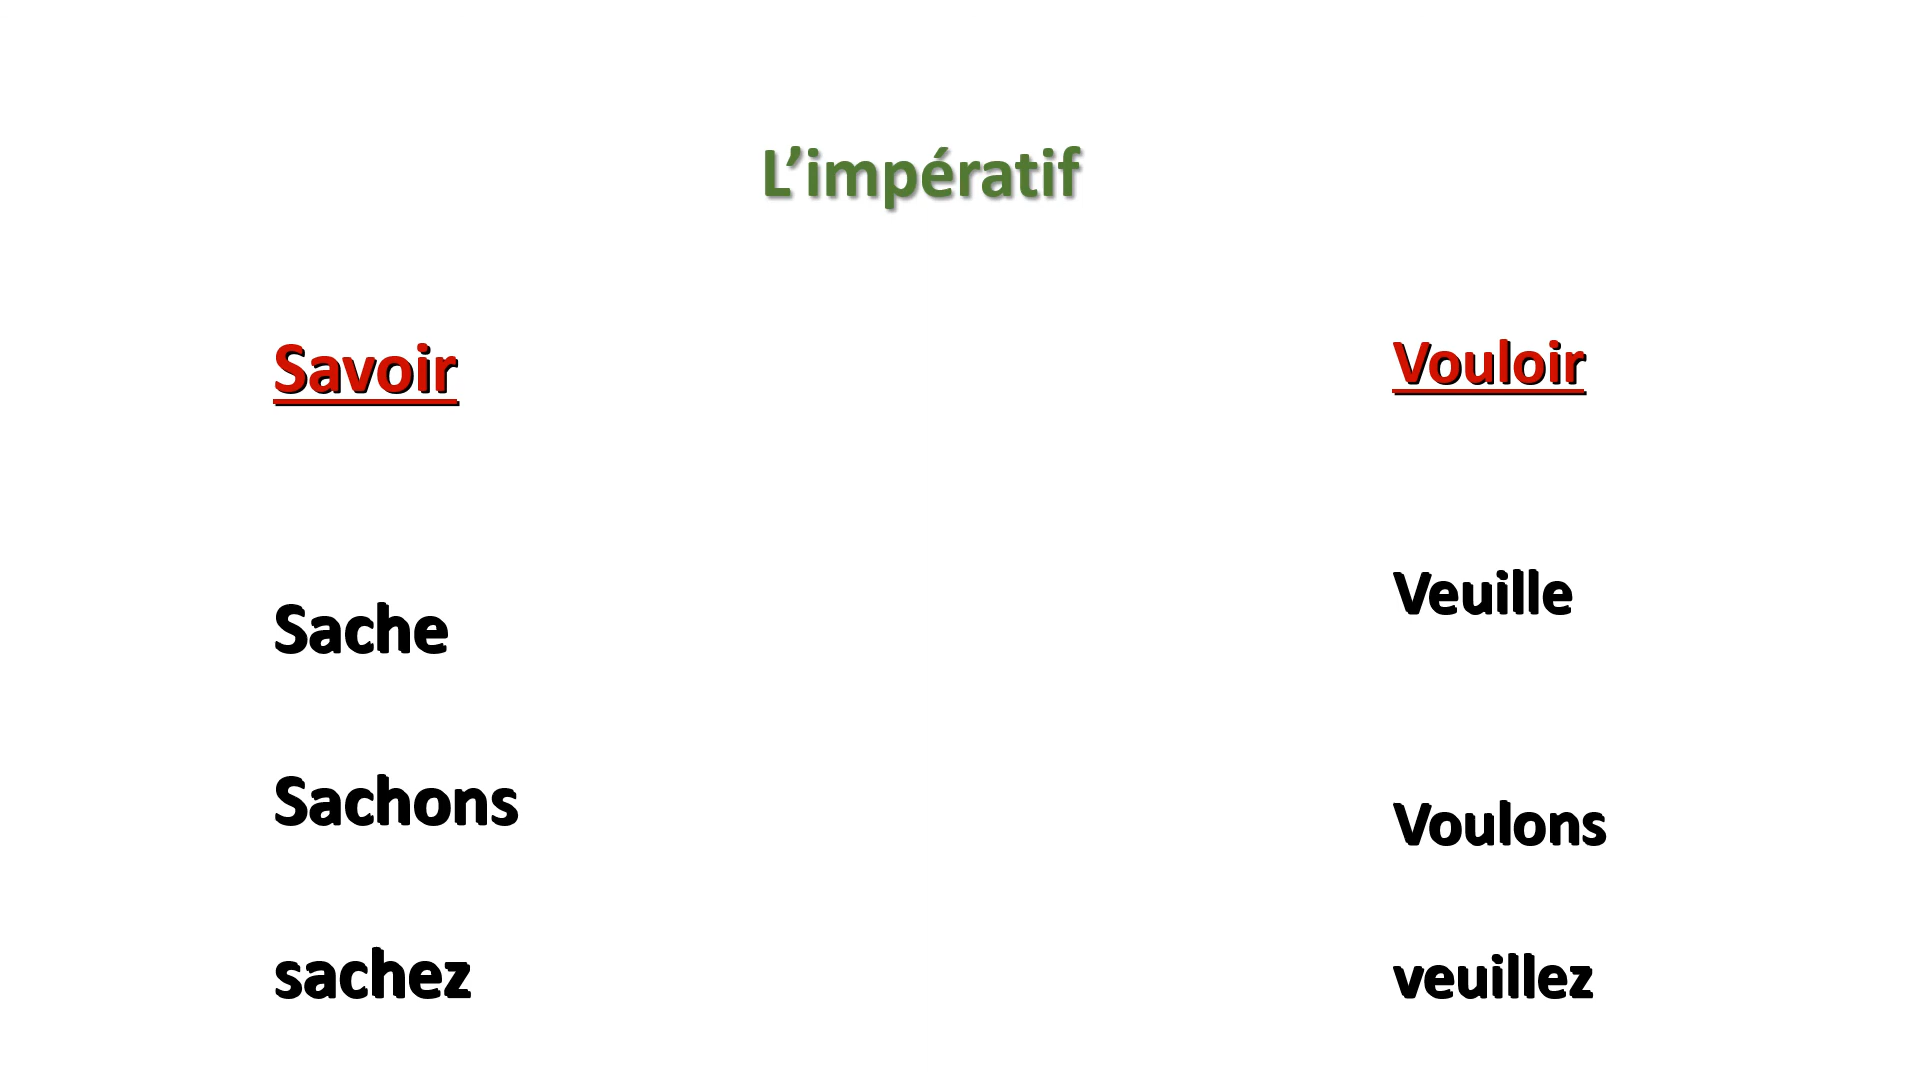 L’impératif
Savoir
Sache
Sachons
sachez
Vouloir
Veuille
Voulons
veuillez